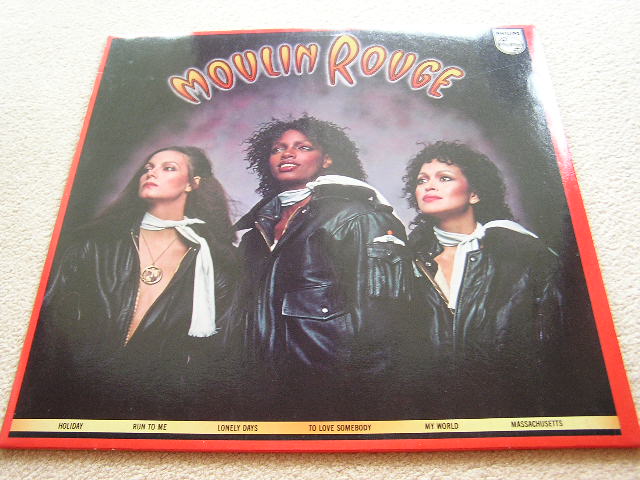 MOULIN ROUGE
PHILIPS
HOLIDAY RUN TO ME LONELY DAYS TO LOVE SOMEBODY MY WORLD MASSACHUSETTS